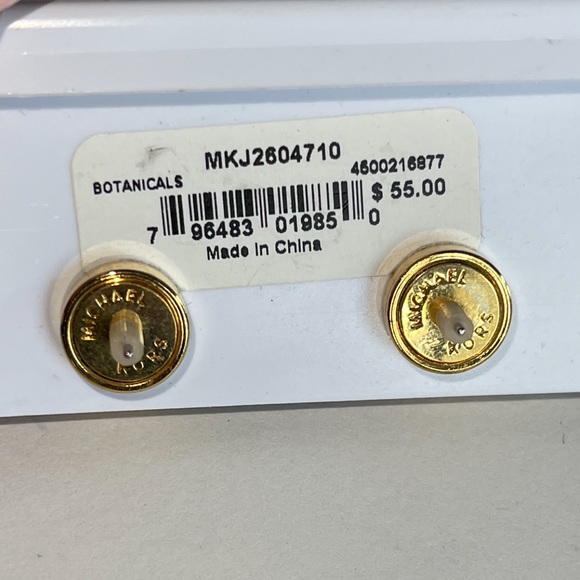 MKJ2604710
BOTANICALS
4600216877
$ 55.00
7 96483 01985 0
Made In China
MICHAEL
KORS
MICHAEL
KORS